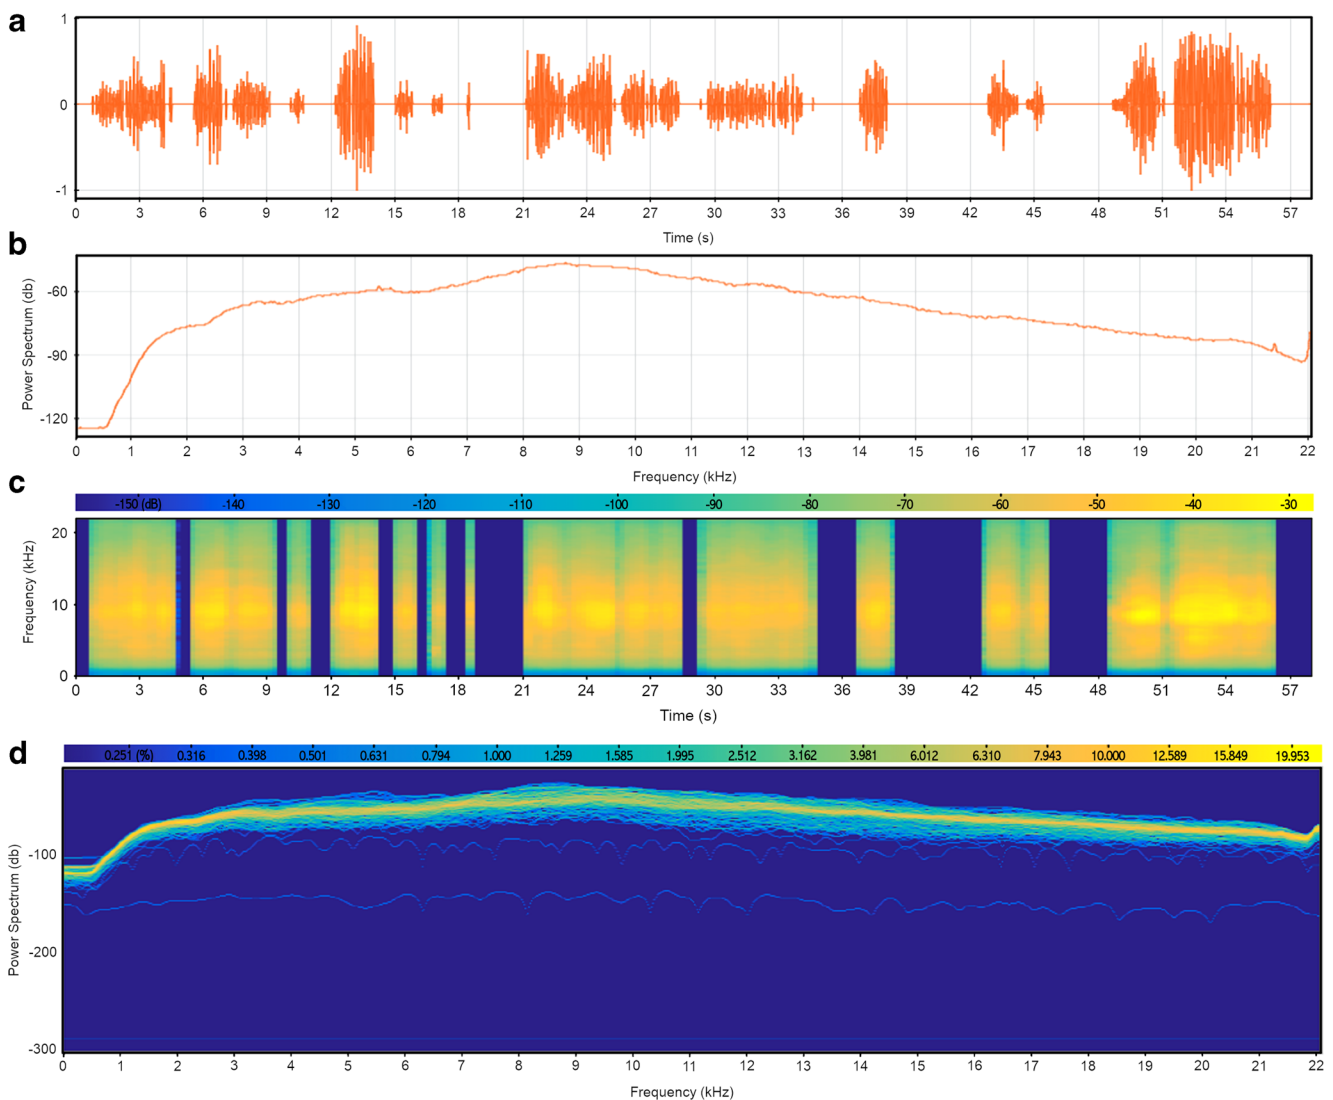 a
1
0
-1
0 3 6 9 12 15 18 21 24 27 30 33 36 39 42 45 48 51 54 57
Time (s)
b
Power Spectrum (db)
-60
-90
-120
0 1 2 3 4 5 6 7 8 9 10 11 12 13 14 15 16 17 18 19 20 21 22
Frequency (kHz)
c
-150 (dB) -140 -130 -120 -110 -100 -90 -80 -70 -60 -50 -40 -30
Frequency (kHz)
20
10
0
0 3 6 9 12 15 18 21 24 27 30 33 36 39 42 45 48 51 54 57
Time (s)
d
0.251 (%) 0.316 0.398 0.501 0.631 0.794 1.000 1.259 1.585 1.995 2.512 3.162 3.981 6.012 6.310 7.943 10.000 12.589 15.849 19.953
Power Spectrum (db)
-100
-200
-300
0 1 2 3 4 5 6 7 8 9 10 11 12 13 14 15 16 17 18 19 20 21 22
Frequency (kHz)